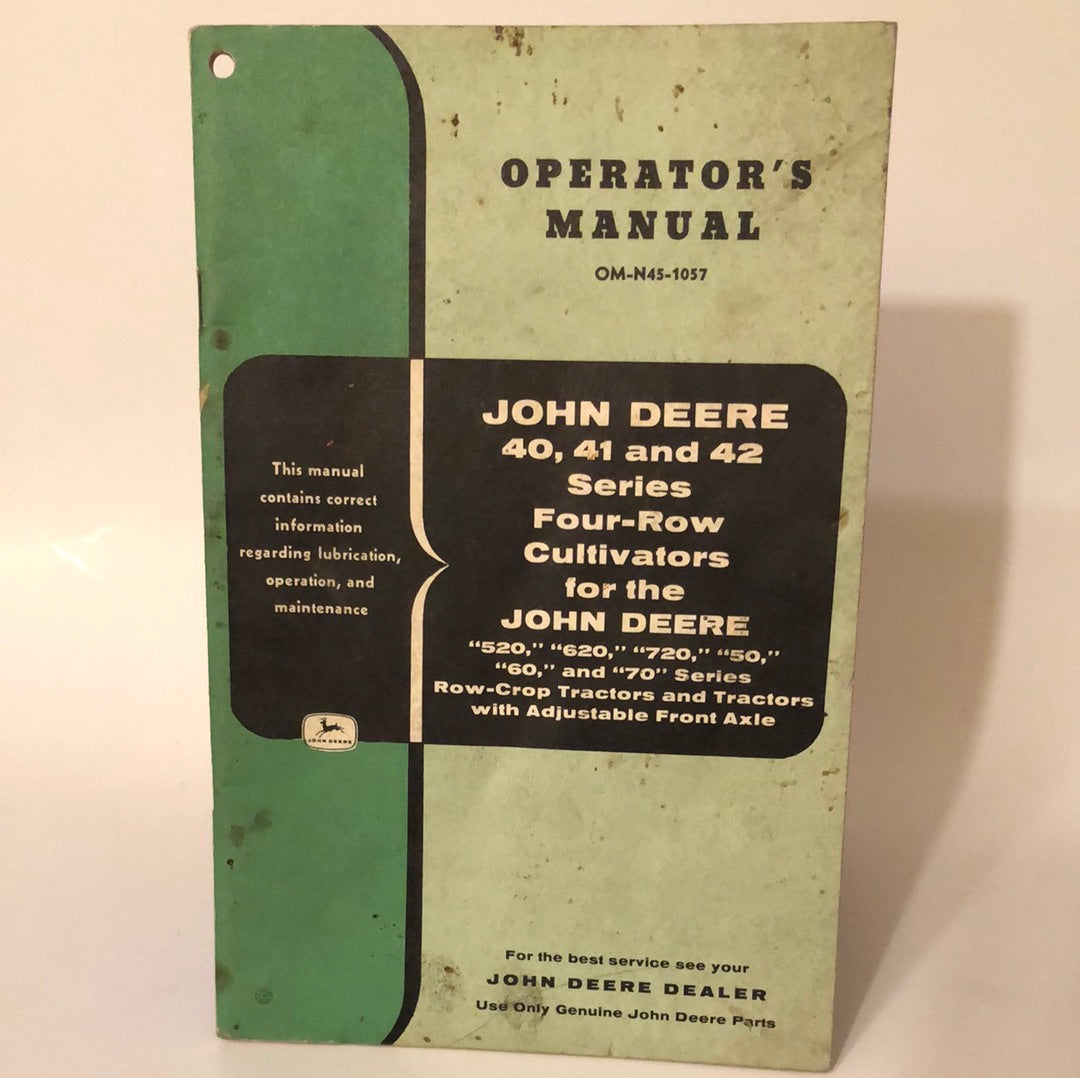 OPERATOR'S
MANUAL
OM-N45-1057
This manual
contains correct
information
regarding lubrication,
operation, and
maintenance
JOHN DEERE
40, 41 and 42
Series
Four-Row
Cultivators
for the
JOHN DEERE
“520,” “620,” “720,” “50,”
“60,” and “70” Series
Row-Crop Tractors and Tractors
with Adjustable Front Axle
JOHN DEERE
For the best service see your
JOHN DEERE DEALER
Use Only Genuine John Deere Parts